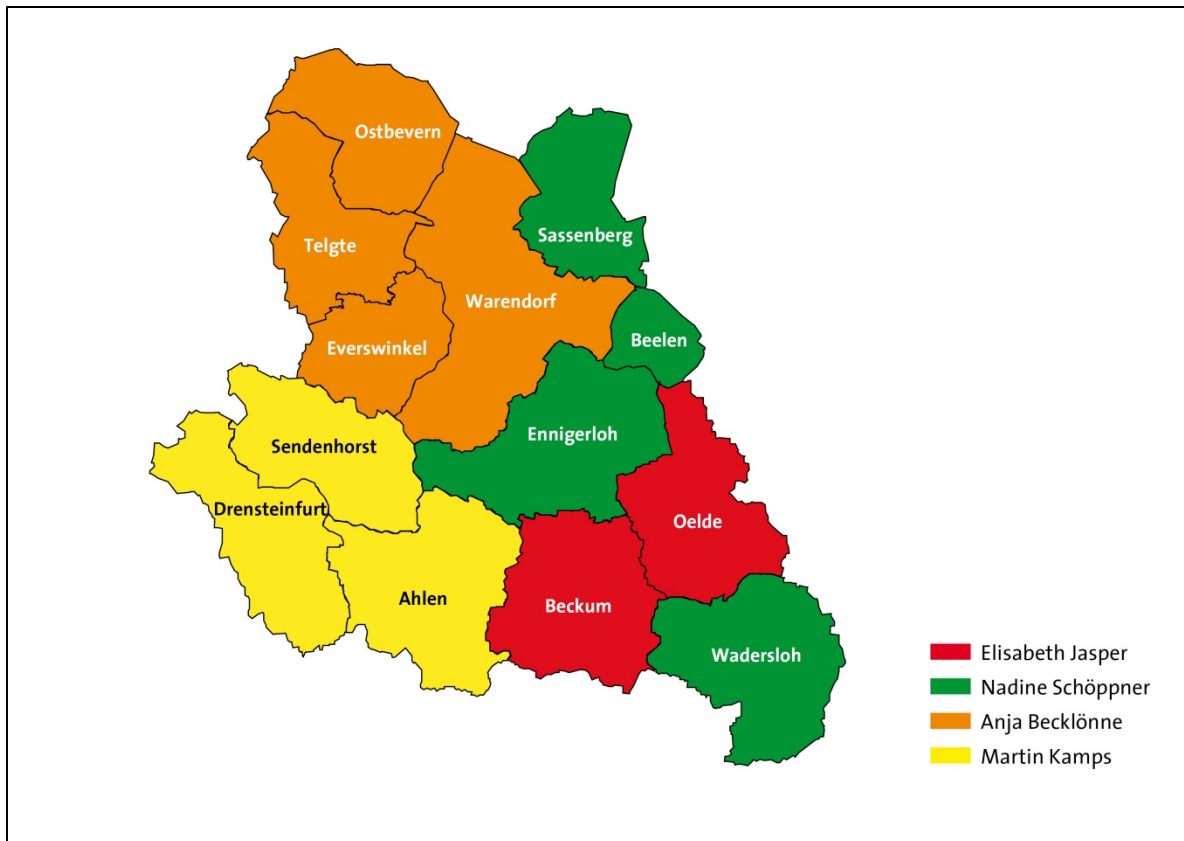 Ostbevern
Sassenberg
Telgte
Warendorf
Beelen
Everswinkel
Ennigerloh
Sendenhorst
Drensteinfurt
Oelde
Ahlen
Beckum
Wadersloh
Elisabeth Jasper
Nadine Schöppner
Anja Becklönne
Martin Kamps